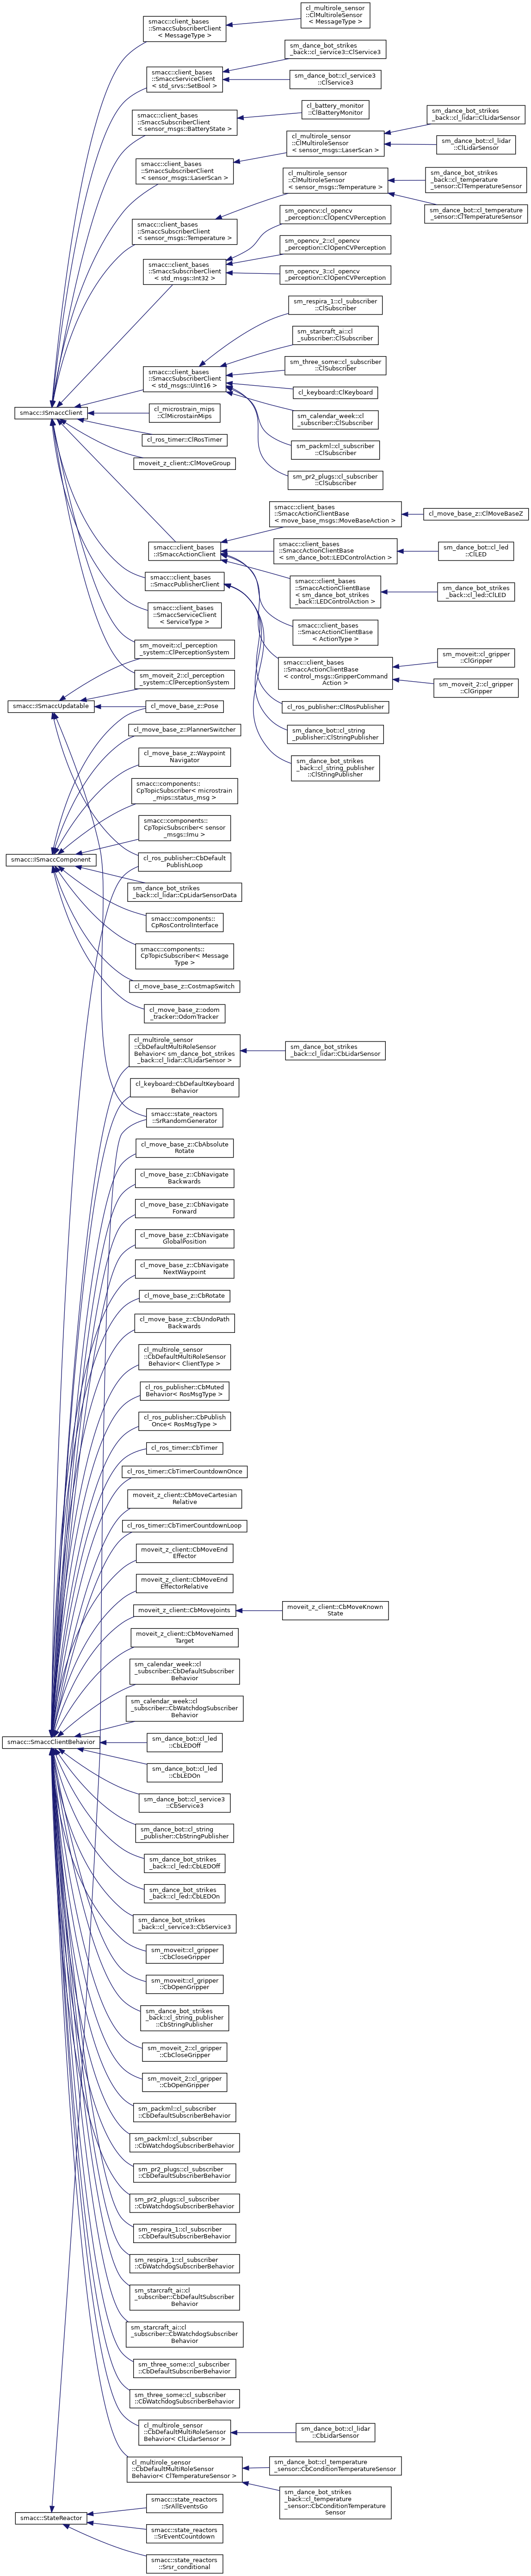 cl_multirole_sensor
::ClMultiroleSensor
< MessageType >
smacc::client_bases
::SmaccSubscriberClient
< MessageType >
sm_dance_bot_strikes
_back::cl_service3::ClService3
smacc::client_bases
::SmaccServiceClient
< std_srvs::SetBool >
sm_dance_bot::cl_service3
::ClService3
cl_battery_monitor
::ClBatteryMonitor
smacc::client_bases
::SmaccSubscriberClient
< sensor_msgs::BatteryState >
sm_dance_bot_strikes
_back::cl_lidar::ClLidarSensor
cl_multirole_sensor
::ClMultiroleSensor
< sensor_msgs::LaserScan >
sm_dance_bot::cl_lidar
::ClLidarSensor
smacc::client_bases
::SmaccSubscriberClient
< sensor_msgs::LaserScan >
cl_multirole_sensor
::ClMultiroleSensor
< sensor_msgs::Temperature >
sm_dance_bot_strikes
_back::cl_temperature
_sensor::ClTemperatureSensor
sm_dance_bot::cl_temperature
_sensor::ClTemperatureSensor
smacc::client_bases
::SmaccSubscriberClient
< sensor_msgs::Temperature >
sm_opencv::cl_opencv
_perception::ClOpenCVPerception
sm_opencv_2::cl_opencv
_perception::ClOpenCVPerception
smacc::client_bases
::SmaccSubscriberClient
< std_msgs::Int32 >
sm_opencv_3::cl_opencv
_perception::ClOpenCVPerception
sm_respira_1::cl_subscriber
::ClSubscriber
sm_starcraft_ai::cl
_subscriber::ClSubscriber
sm_three_some::cl_subscriber
::ClSubscriber
smacc::client_bases
::SmaccSubscriberClient
< std_msgs::UInt16 >
cl_keyboard::ClKeyboard
smacc::ISmaccClient
cl_microstrain_mips
::ClMicrostainMips
sm_calendar_week::cl
_subscriber::ClSubscriber
cl_ros_timer::ClRosTimer
sm_packml::cl_subscriber
::ClSubscriber
moveit_z_client::ClMoveGroup
sm_pr2_plugs::cl_subscriber
::ClSubscriber
smacc::client_bases
::SmaccActionClientBase
< move_base_msgs::MoveBaseAction >
cl_move_base_z::ClMoveBaseZ
smacc::client_bases
::ISmaccActionClient
smacc::client_bases
::SmaccActionClientBase
< sm_dance_bot::LEDControlAction >
sm_dance_bot::cl_led
::ClLED
smacc::client_bases
::SmaccPublisherClient
smacc::client_bases
::SmaccActionClientBase
< sm_dance_bot_strikes
_back::LEDControlAction >
sm_dance_bot_strikes
_back::cl_led::ClLED
smacc::client_bases
::SmaccServiceClient
< ServiceType >
smacc::client_bases
::SmaccActionClientBase
< ActionType >
sm_moveit::cl_perception
_system::ClPerceptionSystem
sm_moveit::cl_gripper
::ClGripper
smacc::client_bases
::SmaccActionClientBase
< control_msgs::GripperCommand
Action >
sm_moveit_2::cl_perception
_system::ClPerceptionSystem
sm_moveit_2::cl_gripper
::ClGripper
smacc::ISmaccUpdatable
cl_move_base_z::Pose
cl_ros_publisher::ClRosPublisher
cl_move_base_z::PlannerSwitcher
sm_dance_bot::cl_string
_publisher::ClStringPublisher
cl_move_base_z::Waypoint
Navigator
sm_dance_bot_strikes
_back::cl_string_publisher
::ClStringPublisher
smacc::components::
CpTopicSubscriber< microstrain
_mips::status_msg >
smacc::components::
CpTopicSubscriber< sensor
_msgs::Imu >
smacc::ISmaccComponent
cl_ros_publisher::CbDefault
PublishLoop
sm_dance_bot_strikes
_back::cl_lidar::CpLidarSensorData
smacc::components::
CpRosControlInterface
smacc::components::
CpTopicSubscriber< Message
Type >
cl_move_base_z::CostmapSwitch
cl_move_base_z::odom
_tracker::OdomTracker
cl_multirole_sensor
::CbDefaultMultiRoleSensor
Behavior< sm_dance_bot_strikes
_back::cl_lidar::ClLidarSensor >
sm_dance_bot_strikes
_back::cl_lidar::CbLidarSensor
cl_keyboard::CbDefaultKeyboard
Behavior
smacc::state_reactors
::SrRandomGenerator
cl_move_base_z::CbAbsolute
Rotate
cl_move_base_z::CbNavigate
Backwards
cl_move_base_z::CbNavigate
Forward
cl_move_base_z::CbNavigate
GlobalPosition
cl_move_base_z::CbNavigate
NextWaypoint
cl_move_base_z::CbRotate
cl_move_base_z::CbUndoPath
Backwards
cl_multirole_sensor
::CbDefaultMultiRoleSensor
Behavior< ClientType >
cl_ros_publisher::CbMuted
Behavior< RosMsgType >
cl_ros_publisher::CbPublish
Once< RosMsgType >
cl_ros_timer::CbTimer
cl_ros_timer::CbTimerCountdownOnce
moveit_z_client::CbMoveCartesian
Relative
cl_ros_timer::CbTimerCountdownLoop
moveit_z_client::CbMoveEnd
Effector
moveit_z_client::CbMoveEnd
EffectorRelative
moveit_z_client::CbMoveJoints
moveit_z_client::CbMoveKnown
State
moveit_z_client::CbMoveNamed
Target
sm_calendar_week::cl
_subscriber::CbDefaultSubscriber
Behavior
sm_calendar_week::cl
_subscriber::CbWatchdogSubscriber
Behavior
smacc::SmaccClientBehavior
sm_dance_bot::cl_led
::CbLEDOff
sm_dance_bot::cl_led
::CbLEDOn
sm_dance_bot::cl_service3
::CbService3
sm_dance_bot::cl_string
_publisher::CbStringPublisher
sm_dance_bot_strikes
_back::cl_led::CbLEDOff
sm_dance_bot_strikes
_back::cl_led::CbLEDOn
sm_dance_bot_strikes
_back::cl_service3::CbService3
sm_moveit::cl_gripper
::CbCloseGripper
sm_moveit::cl_gripper
::CbOpenGripper
sm_dance_bot_strikes
_back::cl_string_publisher
::CbStringPublisher
sm_moveit_2::cl_gripper
::CbCloseGripper
sm_moveit_2::cl_gripper
::CbOpenGripper
sm_packml::cl_subscriber
::CbDefaultSubscriberBehavior
sm_packml::cl_subscriber
::CbWatchdogSubscriberBehavior
sm_pr2_plugs::cl_subscriber
::CbDefaultSubscriberBehavior
sm_pr2_plugs::cl_subscriber
::CbWatchdogSubscriberBehavior
sm_respira_1::cl_subscriber
::CbDefaultSubscriberBehavior
sm_respira_1::cl_subscriber
::CbWatchdogSubscriberBehavior
sm_starcraft_ai::cl
_subscriber::CbDefaultSubscriber
Behavior
sm_starcraft_ai::cl
_subscriber::CbWatchdogSubscriber
Behavior
sm_three_some::cl_subscriber
::CbDefaultSubscriberBehavior
sm_three_some::cl_subscriber
::CbWatchdogSubscriberBehavior
cl_multirole_sensor
::CbDefaultMultiRoleSensor
Behavior< ClLidarSensor >
sm_dance_bot::cl_lidar
::CbLidarSensor
cl_multirole_sensor
::CbDefaultMultiRoleSensor
Behavior< ClTemperatureSensor >
sm_dance_bot::cl_temperature
_sensor::CbConditionTemperatureSensor
sm_dance_bot_strikes
_back::cl_temperature
_sensor::CbConditionTemperature
Sensor
smacc::StateReactor
smacc::state_reactors
::SrAllEventsGo
smacc::state_reactors
::SrEventCountdown
smacc::state_reactors
::Srsr_conditional